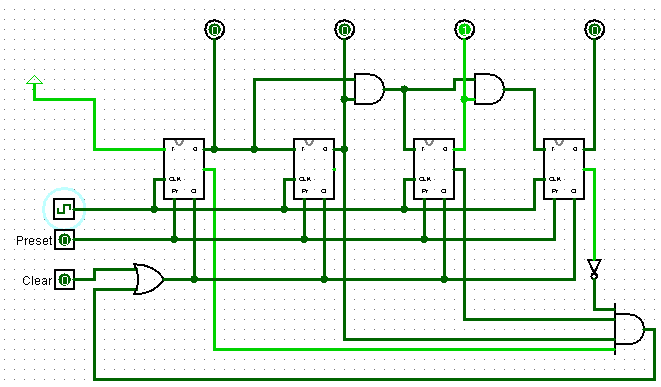 0 0 1 0
T Q T Q T Q T Q
CLK CLK CLK CLK
Pr Cl Pr Cl Pr Cl Pr Cl
Preset 0
Clear 0